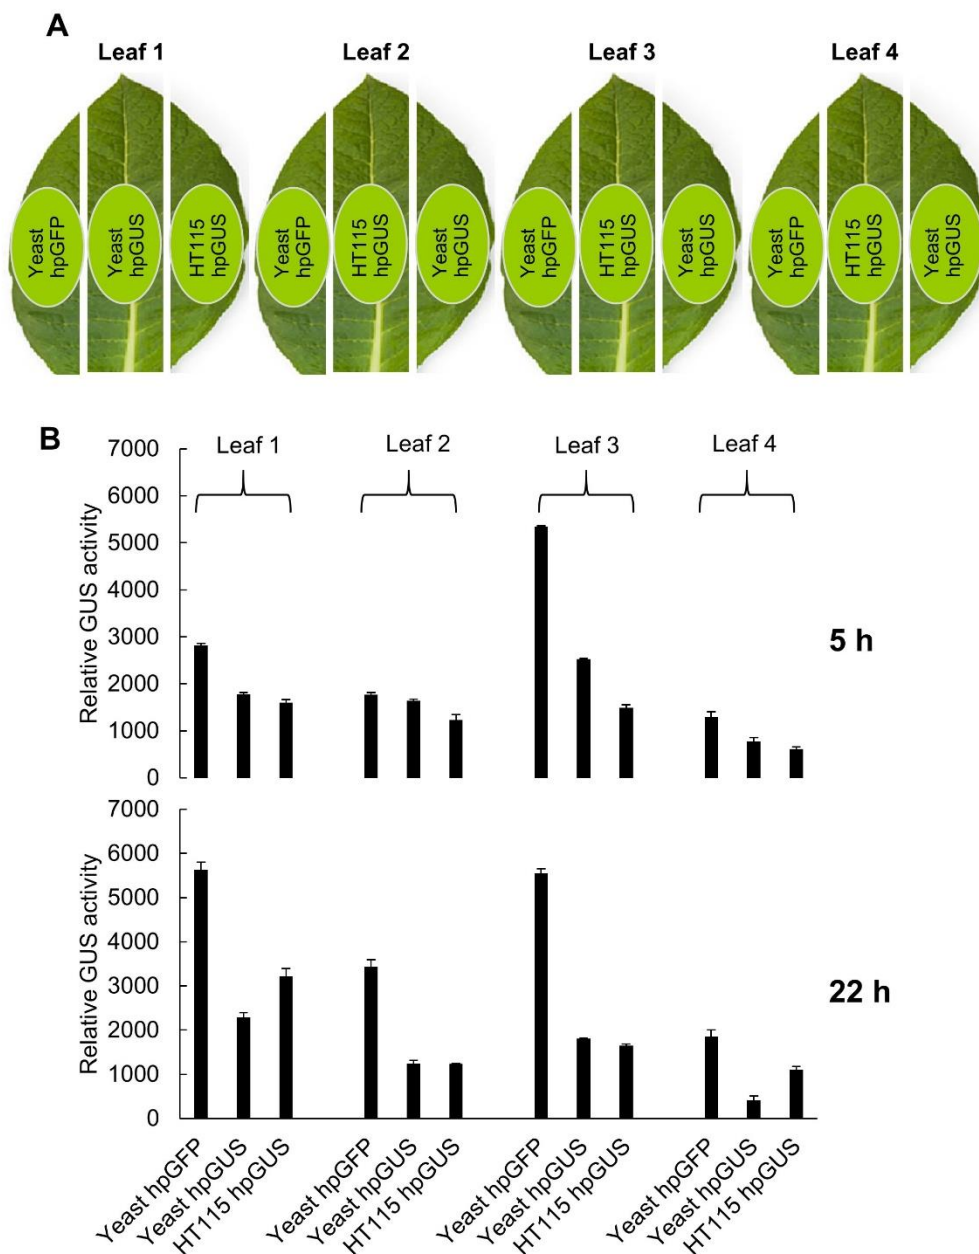 A
Leaf 1
Leaf 2
Leaf 3
Leaf 4
Yeast
hpGFP
Yeast
hpGUS
HT115
hpGUS
Yeast
hpGFP
HT115
hpGUS
Yeast
hpGUS
Yeast
hpGFP
HT115
hpGUS
Yeast
hpGUS
Yeast
hpGFP
HT115
hpGUS
Yeast
hpGUS
B
Relative GUS activity
7000
6000
5000
4000
3000
2000
1000
0
Leaf 1
Leaf 2
Leaf 3
Leaf 4
5 h
Relative GUS activity
7000
6000
5000
4000
3000
2000
1000
0
22 h
Yeast hpGFP
Yeast hpGUS
HT115 hpGUS
Yeast hpGFP
Yeast hpGUS
HT115 hpGUS
Yeast hpGFP
Yeast hpGUS
HT115 hpGUS
Yeast hpGFP
Yeast hpGUS
HT115 hpGUS